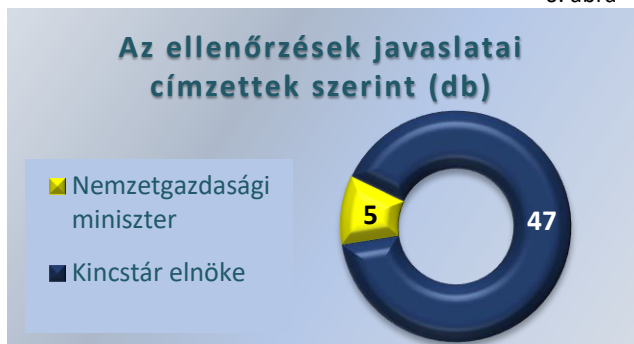 Az ellenőrzések javaslatai
címzettek szerint (db)
Nemzetgazdasági
miniszter
Kincstár elnöke
5
47